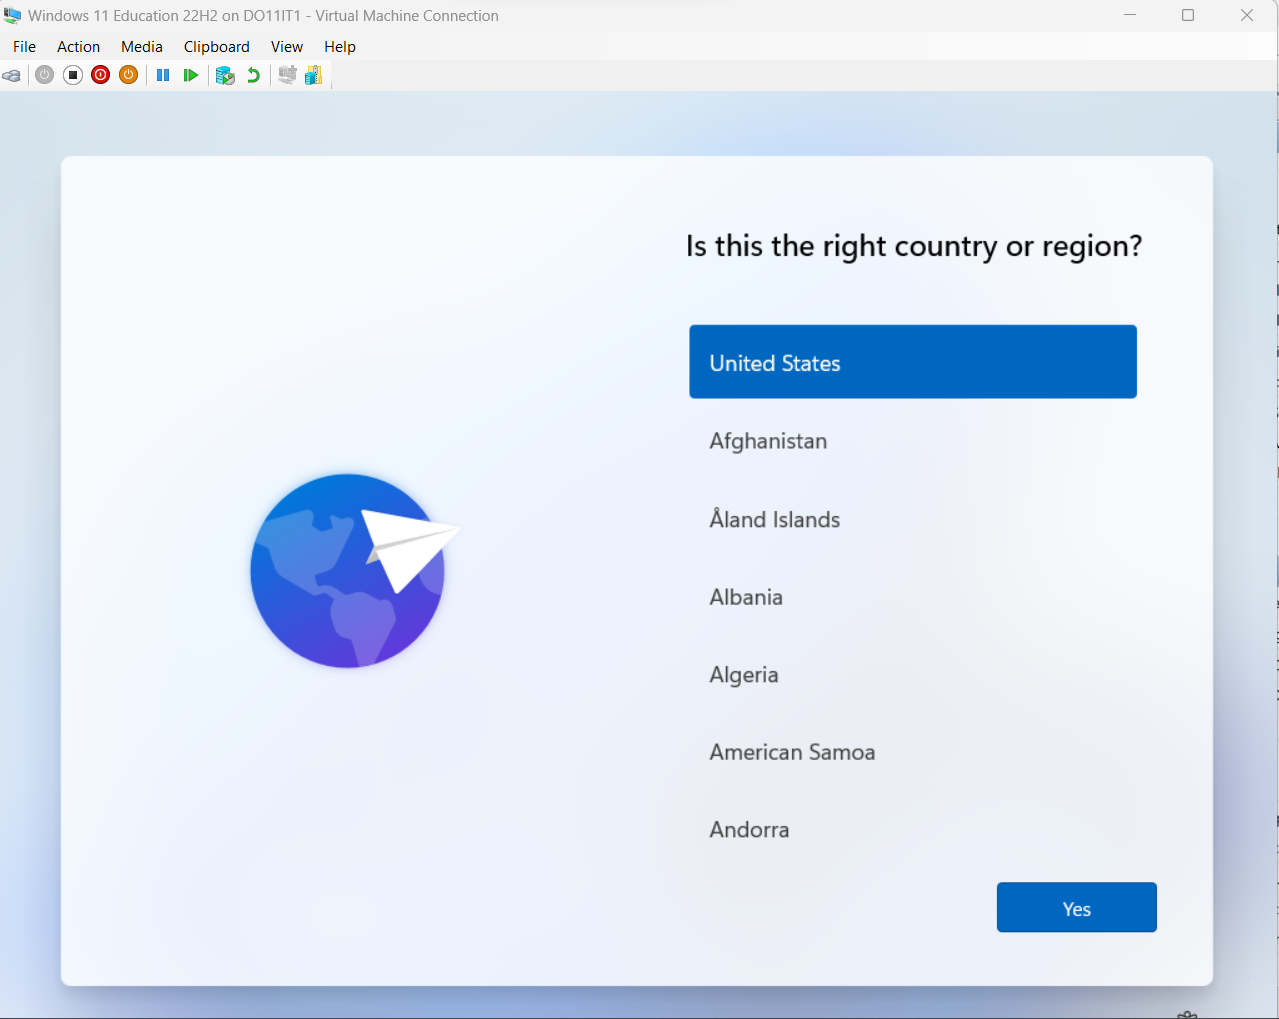 Windows 11 Education 22H2 on DO11IT1 - Virtual Machine Connection
File Action Media Clipboard View Help
Is this the right country or region?
United States
Afghanistan
Åland Islands
Albania
Algeria
American Samoa
Andorra
Yes